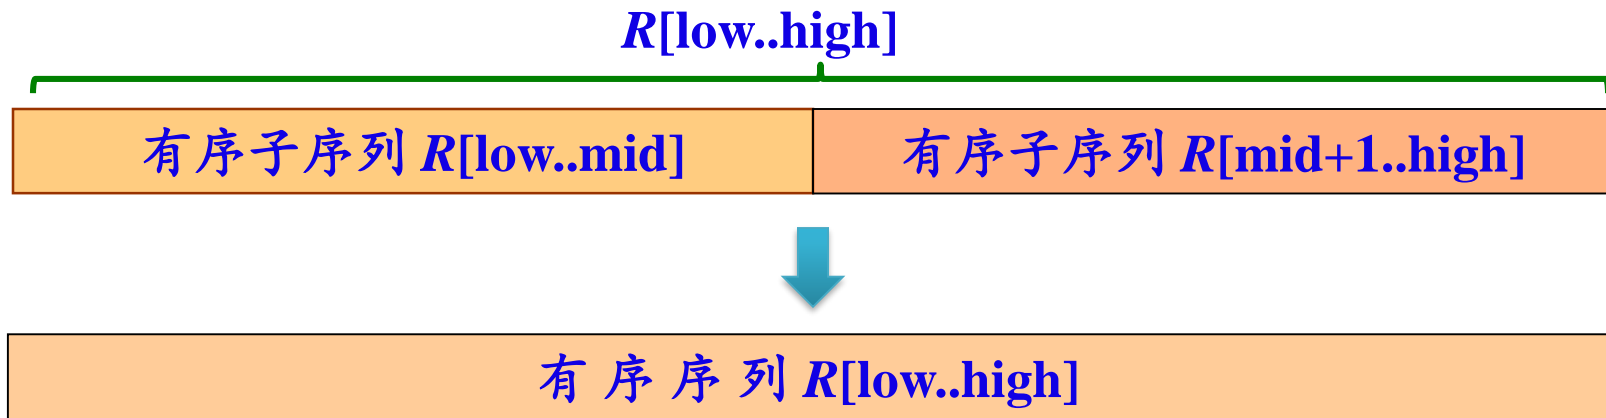 R[low..high]
有序子序列 R[low..mid]
有序子序列 R[mid+1..high]
有 序 序 列 R[low..high]